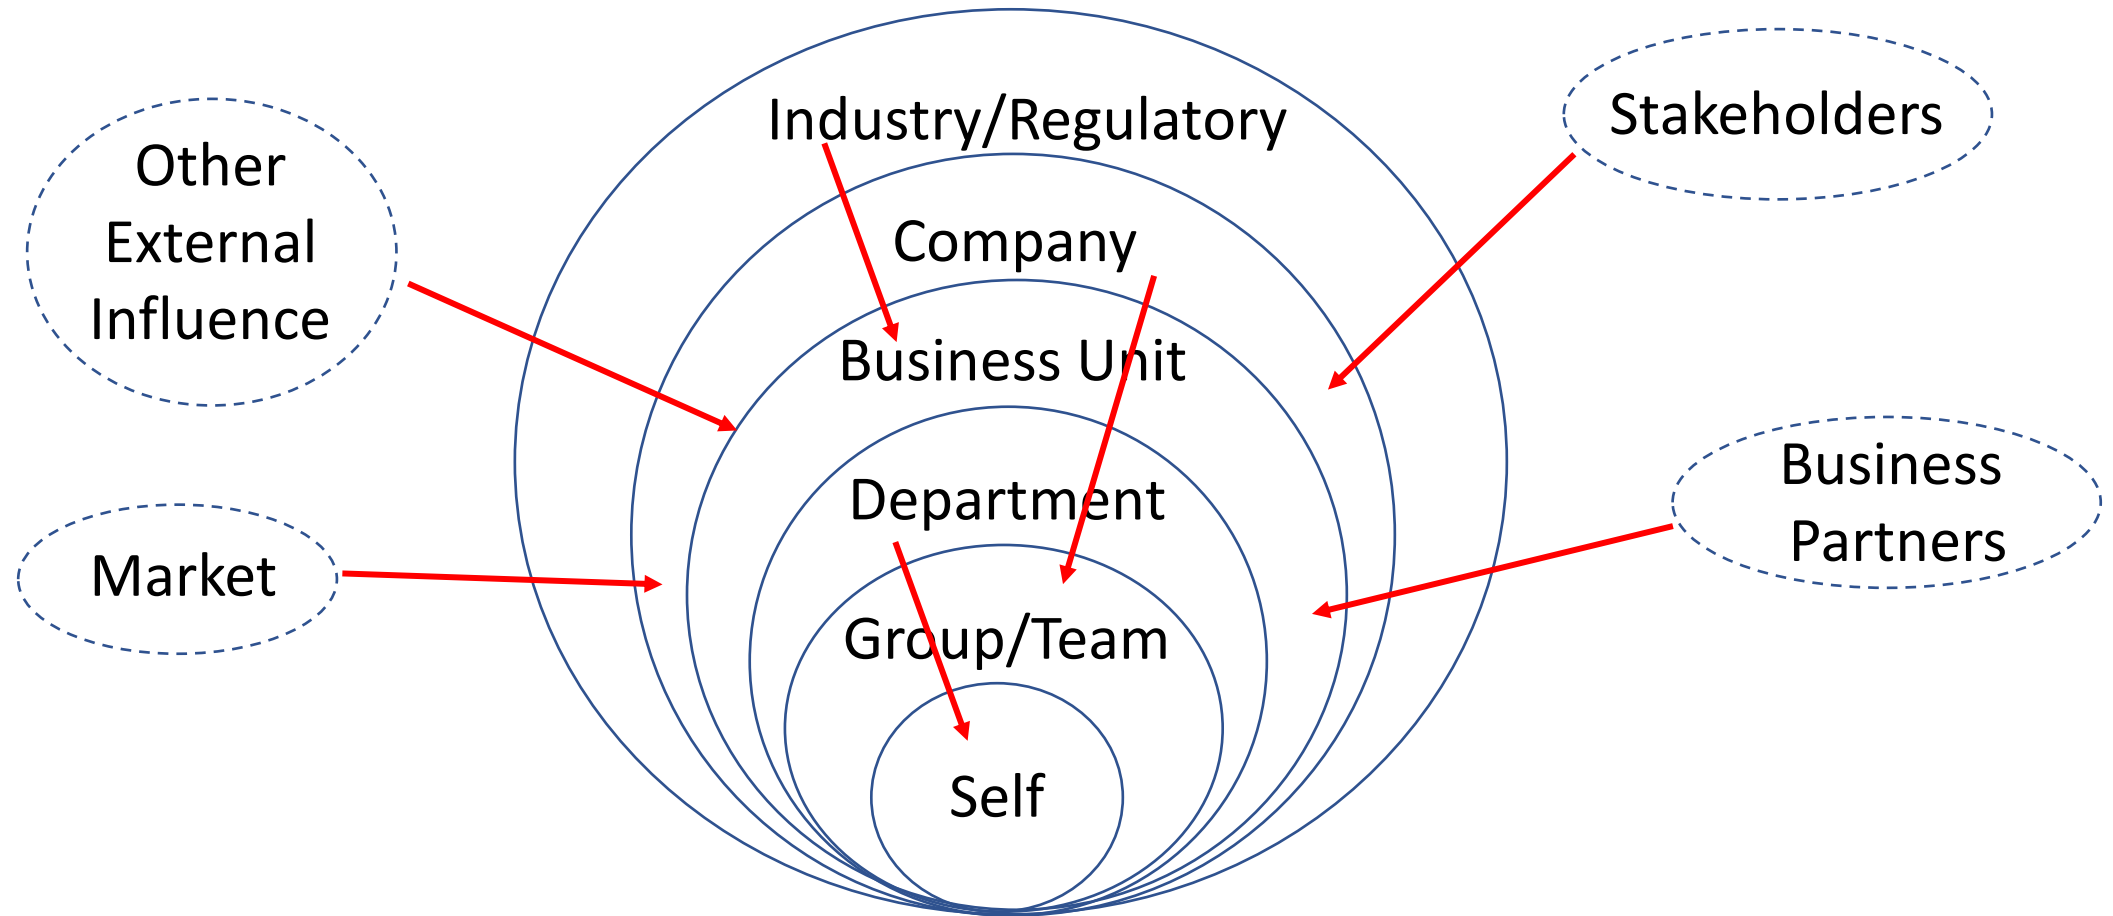 Other
External
Influence
Market
Industry/Regulatory
Company
Business Unit
Department
Group/Team
Self
Stakeholders
Business
Partners